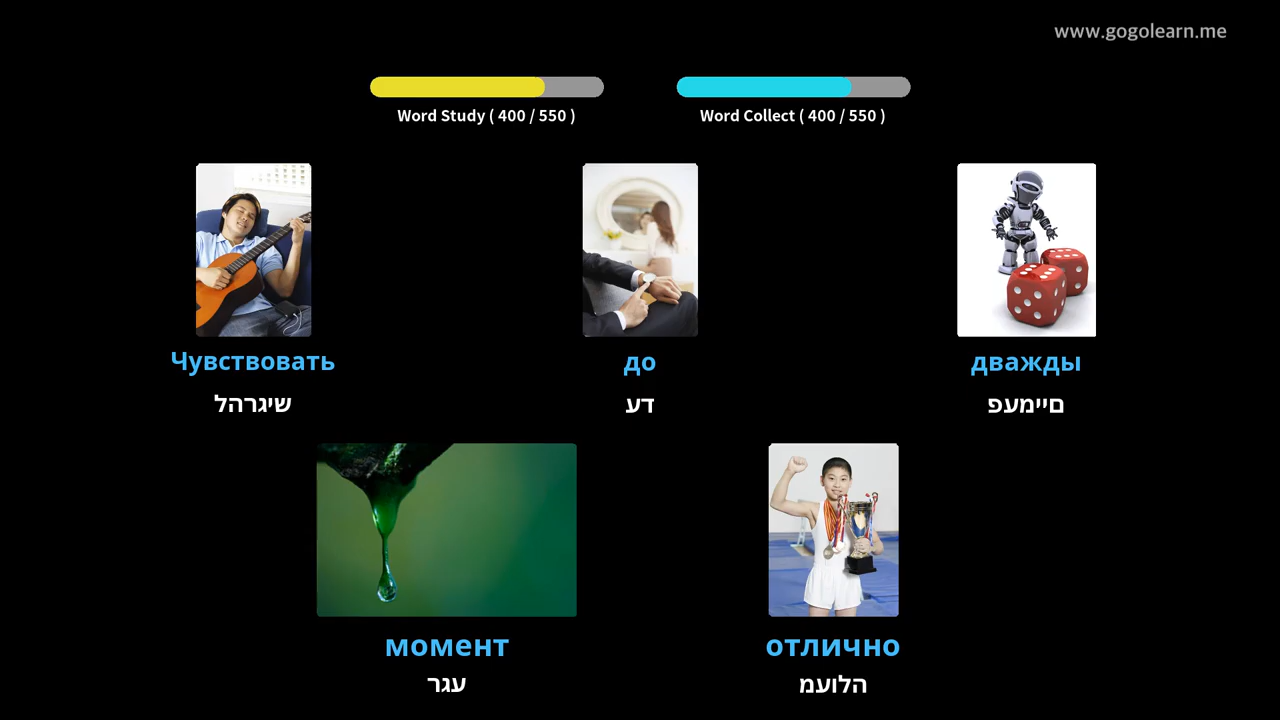 www.gogolearn.me
Word Study ( 400 / 550 )
Word Collect ( 400 / 550 )
Чувствовать
שיגרהל
до
דע
дважды
םיימעפ
момент
עגר
отлично
הלועמ